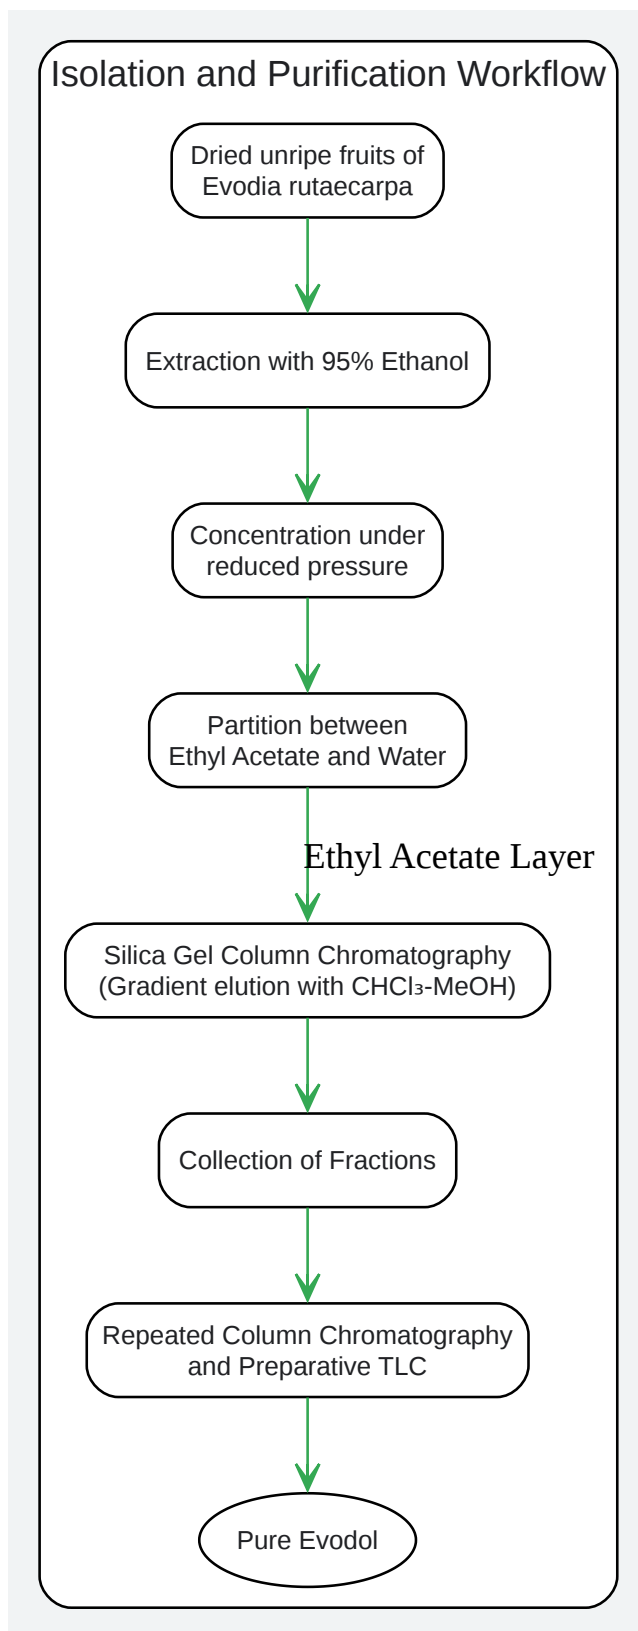 Isolation and Purification Workflow
Dried unripe fruits of
Evodia rutaecarpa
Extraction with 95% Ethanol
Concentration under
reduced pressure
Partition between
Ethyl Acetate and Water
Ethyl Acetate Layer
Silica Gel Column Chromatography
(Gradient elution with CHCl₃-MeOH)
Collection of Fractions
Repeated Column Chromatography
and Preparative TLC
Pure Evodol